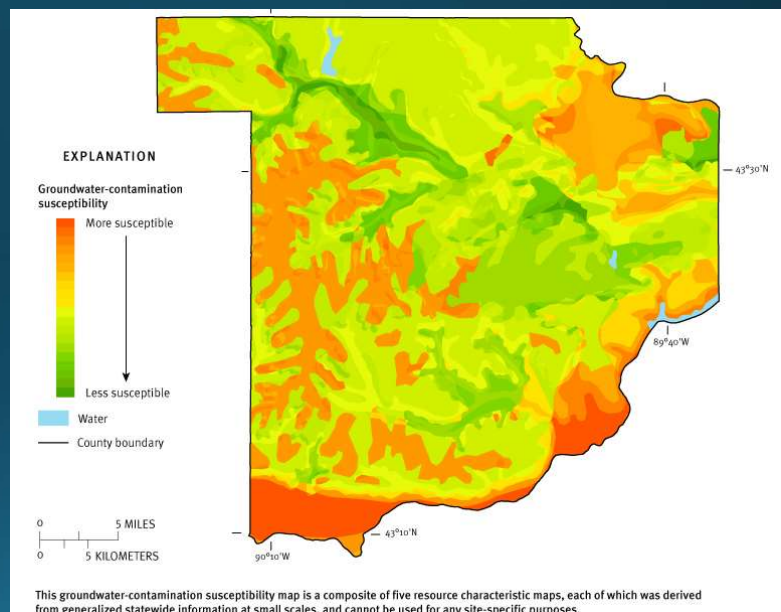 EXPLANATION
Groundwater-contamination
susceptibility
More susceptible
Less susceptible
Water
County boundary
0 5 MILES
0 5 KILOMETERS
43°30'N
89°40'W
43°10'N
90°10'W
This groundwater-contamination susceptibility map is a composite of five resource characteristic maps, each of which was derived
from generalized statewide information at small scales, and cannot be used for any site-specific purposes.